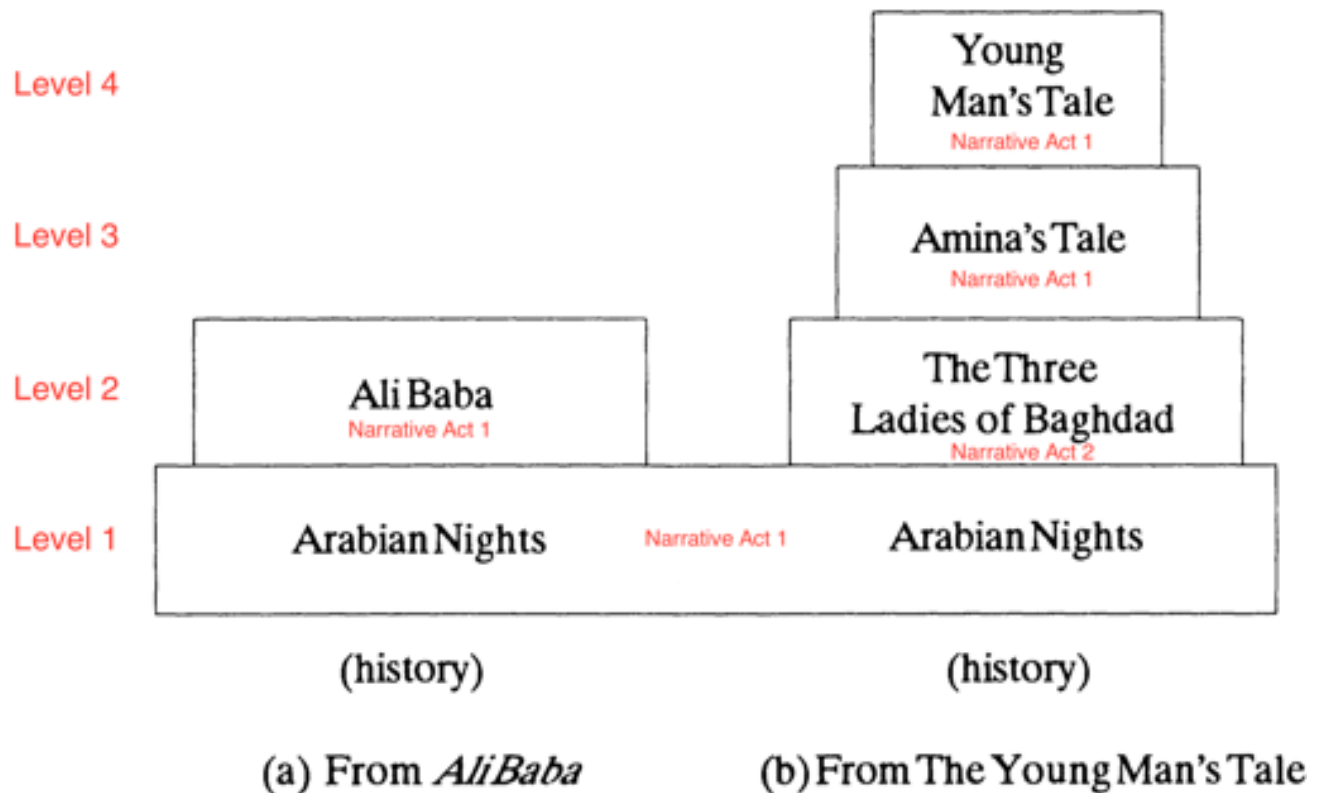 Level 4
Young
Man's Tale
Narrative Act 1
Level 3
Amina's Tale
Narrative Act 1
Level 2
Ali Baba
Narrative Act 1
The Three
Ladies of Baghdad
Narrative Act 2
Level 1
Arabian Nights
Narrative Act 1
Arabian Nights
(history)
(history)
(a) From Ali Baba
(b) From The Young Man's Tale